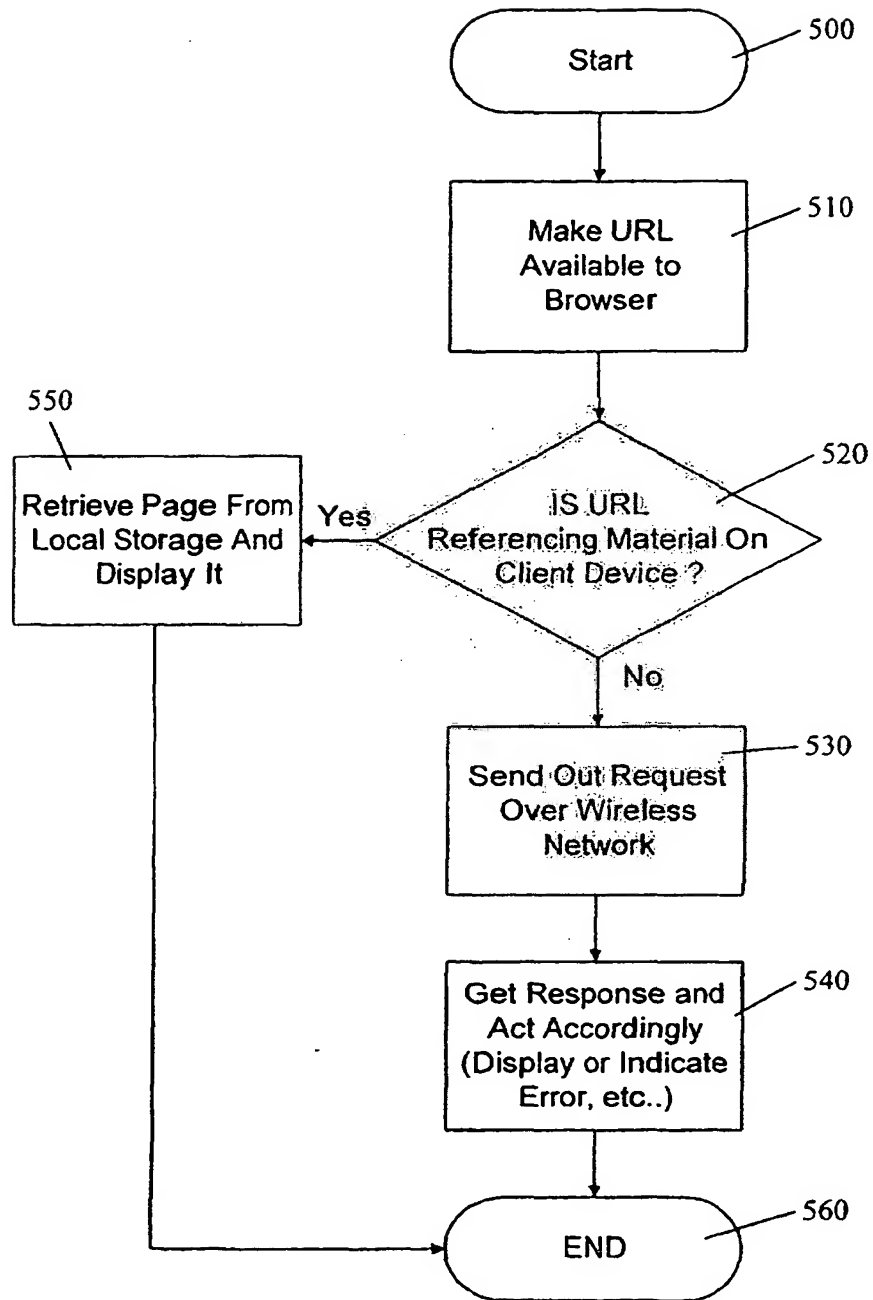 Start
500
Make URL
Available to
Browser
510
550
Retrieve Page From
Local Storage And
Display It
Yes
IS URL
Referencing Material On
Client Device ?
520
No
Send Out Request
Over Wireless
Network
530
Get Response and
Act Accordingly
(Display or Indicate
Error, etc..)
540
END
560